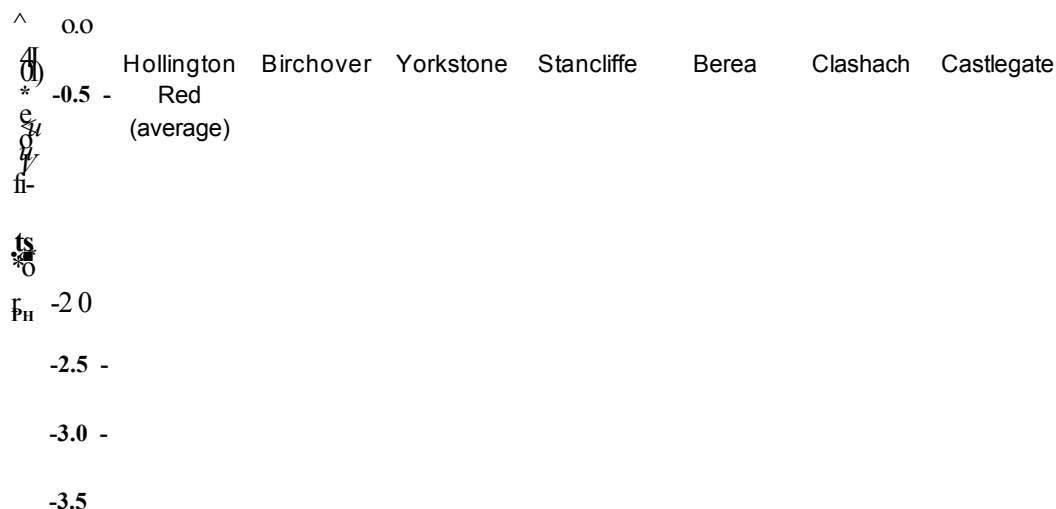 0.0
Hollington Birchover Yorkstone Stancliffe Berea Clashach Castlegate
-0.5 - Red
(average)
-2 0
-2.5 -
-3.0 -
-3.5